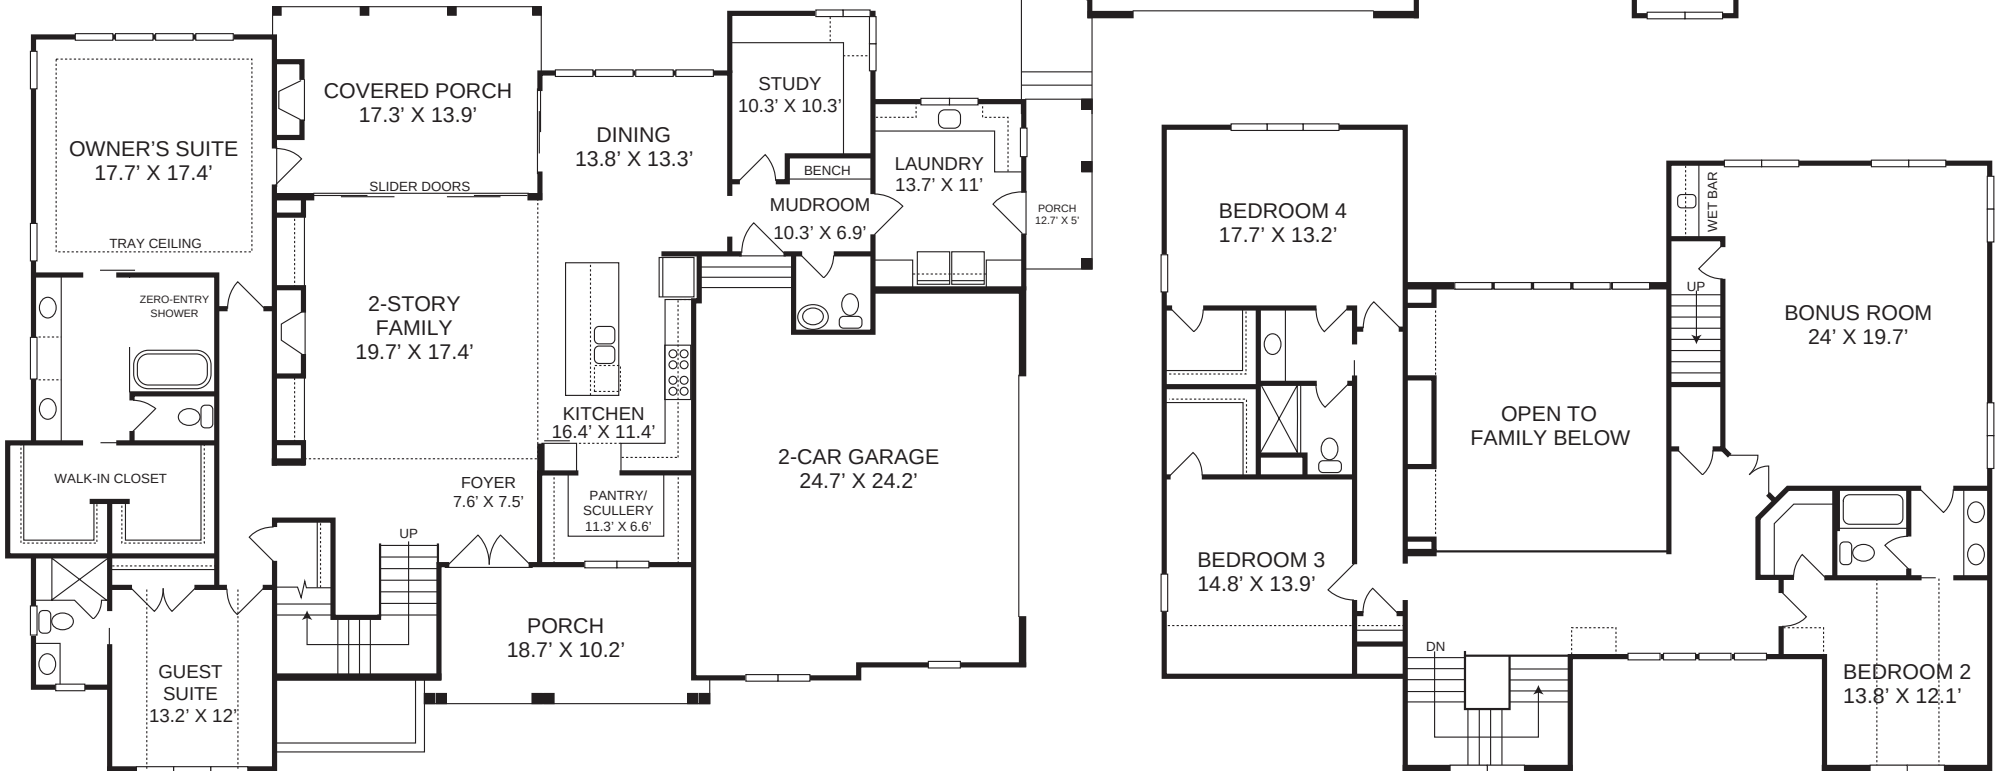 OWNER’S SUITE
17.7’ X 17.4’
TRAY CEILING
COVERED PORCH
17.3’ X 13.9’
SLIDER DOORS
DINING
13.8’ X 13.3’
STUDY
10.3’ X 10.3’
BENCH
MUDROOM
10.3’ X 6.9’
LAUNDRY
13.7’ X 11’
PORCH
12.7’ X 5’
ZERO-ENTRY
SHOWER
2-STORY
FAMILY
19.7’ X 17.4’
KITCHEN
16.4’ X 11.4’
2-CAR GARAGE
24.7’ X 24.2’
WALK-IN CLOSET
FOYER
7.6’ X 7.5’
PANTRY/
SCULLERY
11.3’ X 6.6’
UP
PORCH
18.7’ X 10.2’
GUEST
SUITE
13.2’ X 12’
BEDROOM 4
17.7’ X 13.2’
WET BAR
UP
BONUS ROOM
24’ X 19.7’
OPEN TO
FAMILY BELOW
BEDROOM 3
14.8’ X 13.9’
DN
BEDROOM 2
13.8’ X 12.1’